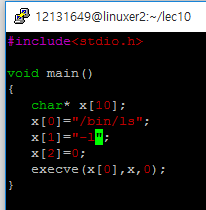 12131649@linuxer2:~/lec10
#include<stdio.h>
void main()
{
char* x[10];
x[0]="/bin/ls";
x[1]="-l";
x[2]=0;
execve(x[0],x,0);
}